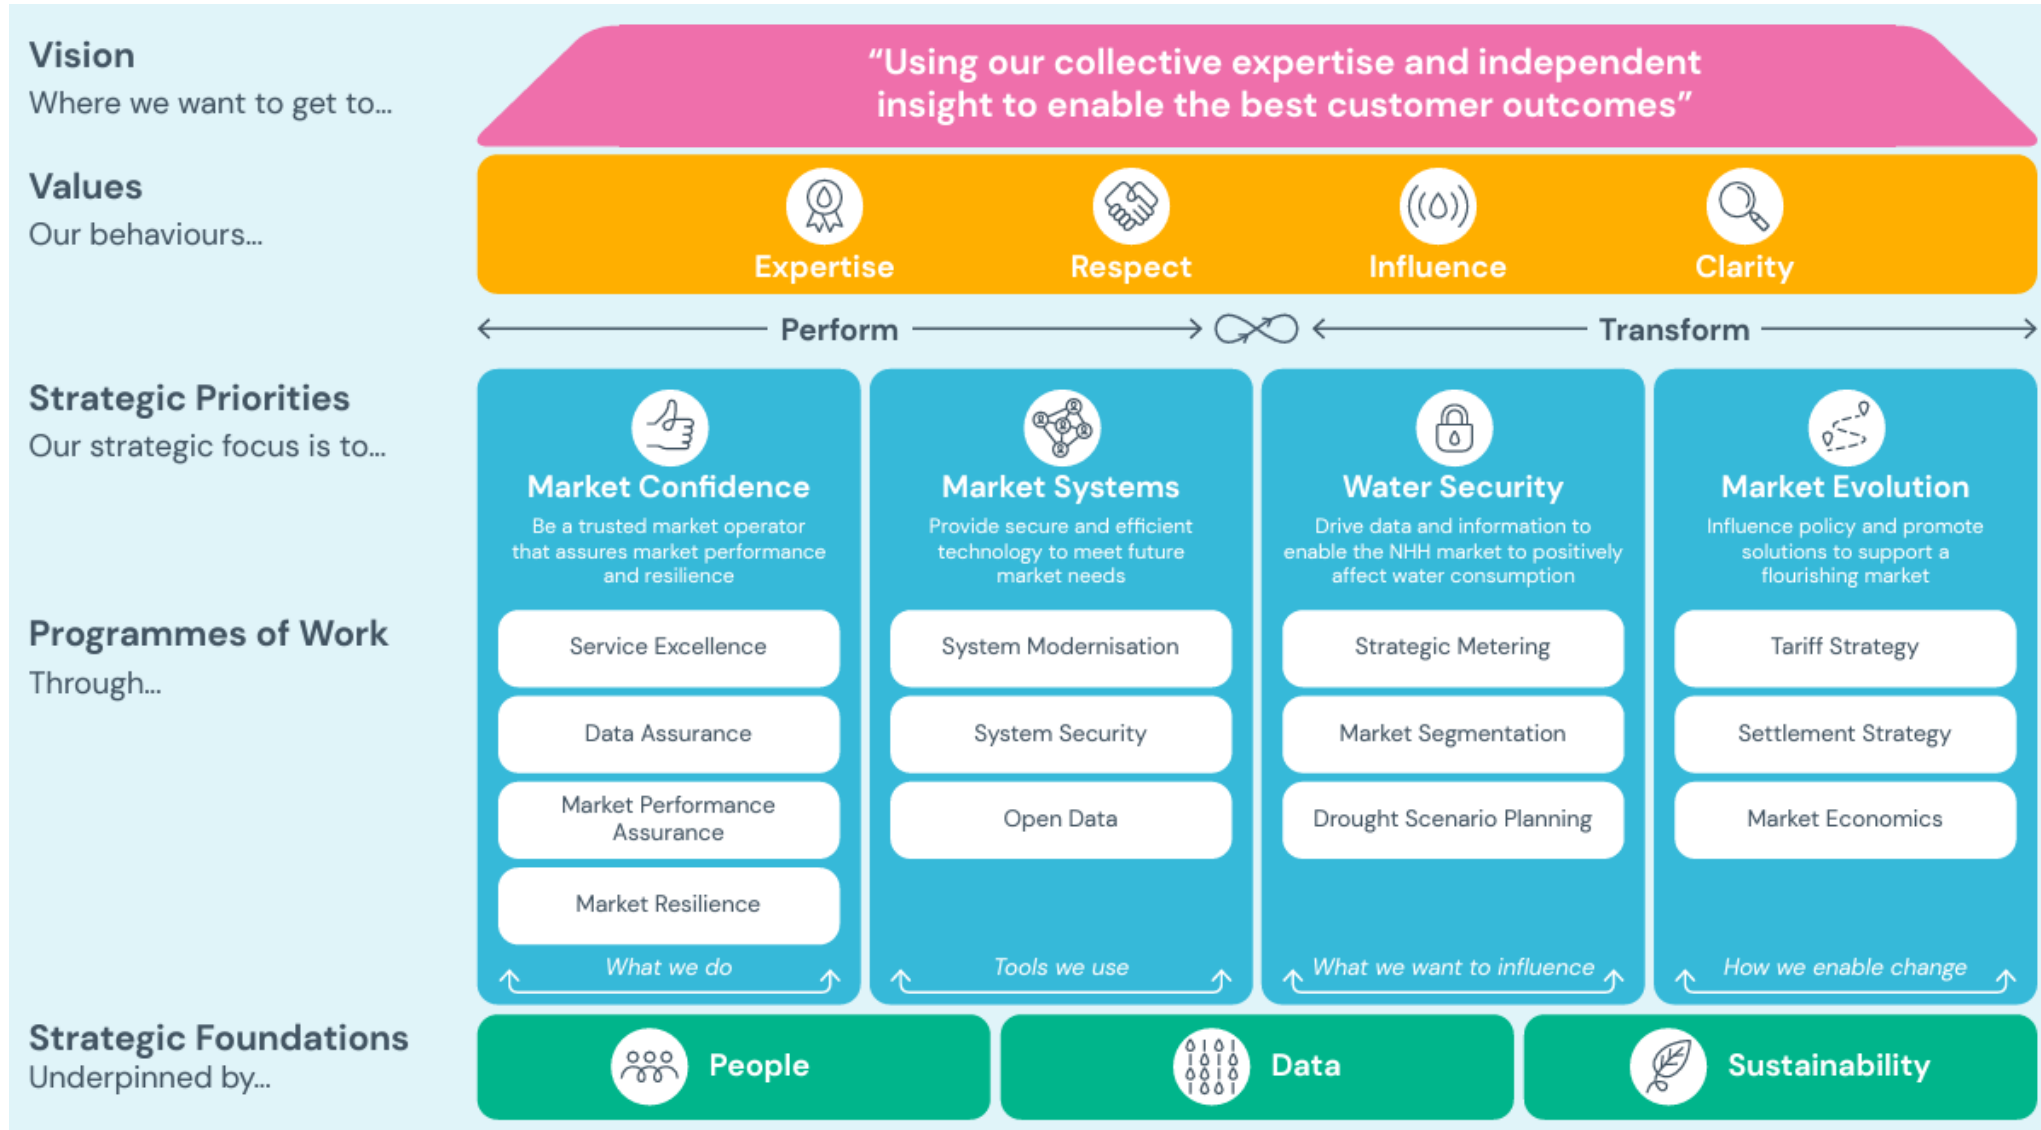 Vision
Where we want to get to...
“Using our collective expertise and independent
insight to enable the best customer outcomes”
Values
Our behaviours...
Expertise
Respect
Influence
Clarity
Perform
Transform
Strategic Priorities
Our strategic focus is to...
Market Confidence
Be a trusted market operator
that assures market performance
and resilience
Market Systems
Provide secure and efficient
technology to meet future
market needs
Water Security
Drive data and information to
enable the NHH market to positively
affect water consumption
Market Evolution
Influence policy and promote
solutions to support a
flourishing market
Programmes of Work
Through...
Service Excellence
Data Assurance
Market Performance
Assurance
Market Resilience
What we do
System Modernisation
System Security
Open Data
Tools we use
Strategic Metering
Market Segmentation
Drought Scenario Planning
What we want to influence
Tariff Strategy
Settlement Strategy
Market Economics
How we enable change
Strategic Foundations
Underpinned by...
People
Data
Sustainability